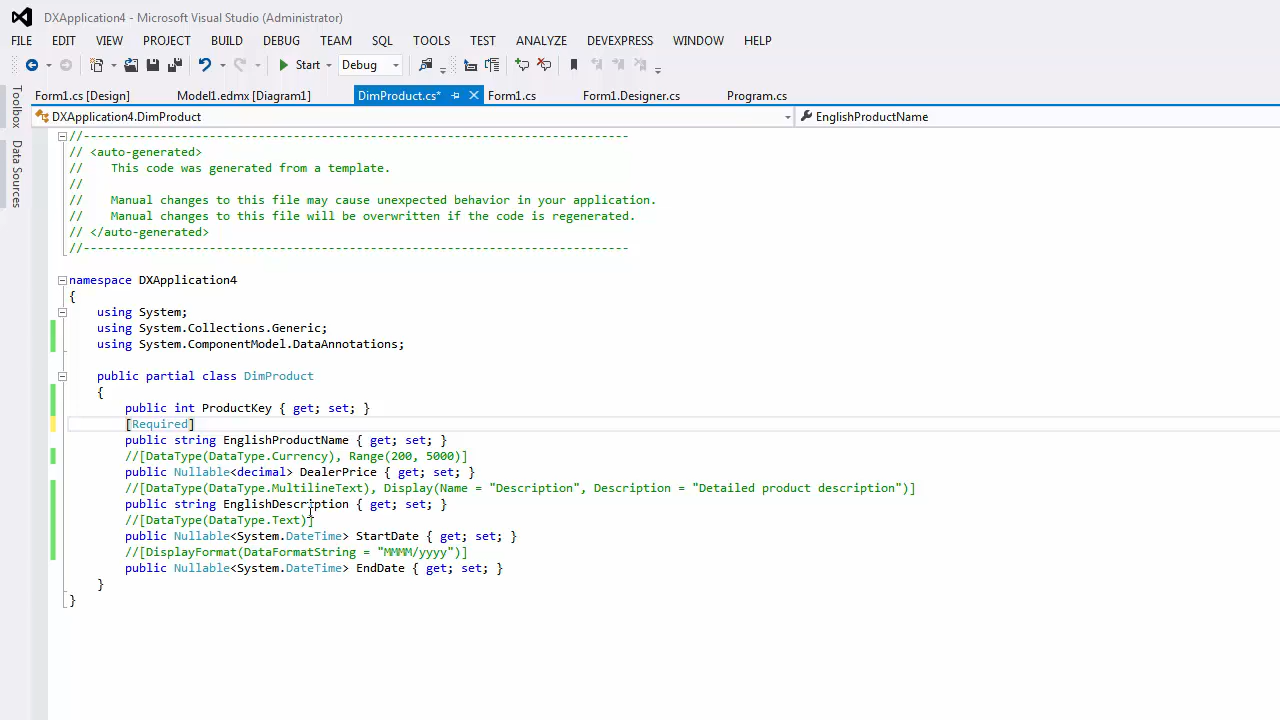 DXApplication4 - Microsoft Visual Studio (Administrator)
FILE EDIT VIEW PROJECT BUILD DEBUG TEAM SQL TOOLS TEST ANALYZE DEVEXPRESS WINDOW HELP
Start Debug
Toolbox
Data Sources
Form1.cs [Design] Model1.edmx [Diagram1] DimProduct.cs* Form1.cs Form1.Designer.cs Program.cs
DXApplication4.DimProduct EnglishProductName
//------------------------------------------------------------------------------
// <auto-generated>
//    This code was generated from a template.
//
//    Manual changes to this file may cause unexpected behavior in your application.
//    Manual changes to this file will be overwritten if the code is regenerated.
// </auto-generated>
//------------------------------------------------------------------------------
namespace DXApplication4
{
    using System;
    using System.Collections.Generic;
    using System.ComponentModel.DataAnnotations;
    public partial class DimProduct
    {
        public int ProductKey { get; set; }
        [Required]
        public string EnglishProductName { get; set; }
        //[DataType(DataType.Currency), Range(200, 5000)]
        public Nullable<decimal> DealerPrice { get; set; }
        //[DataType(DataType.MultilineText), Display(Name = "Description", Description = "Detailed product description")]
        public string EnglishDescription { get; set; }
        //[DataType(DataType.Text)]
        public Nullable<System.DateTime> StartDate { get; set; }
        //[DisplayFormat(DataFormatString = "MMMM/yyyy")]
        public Nullable<System.DateTime> EndDate { get; set; }
    }
}